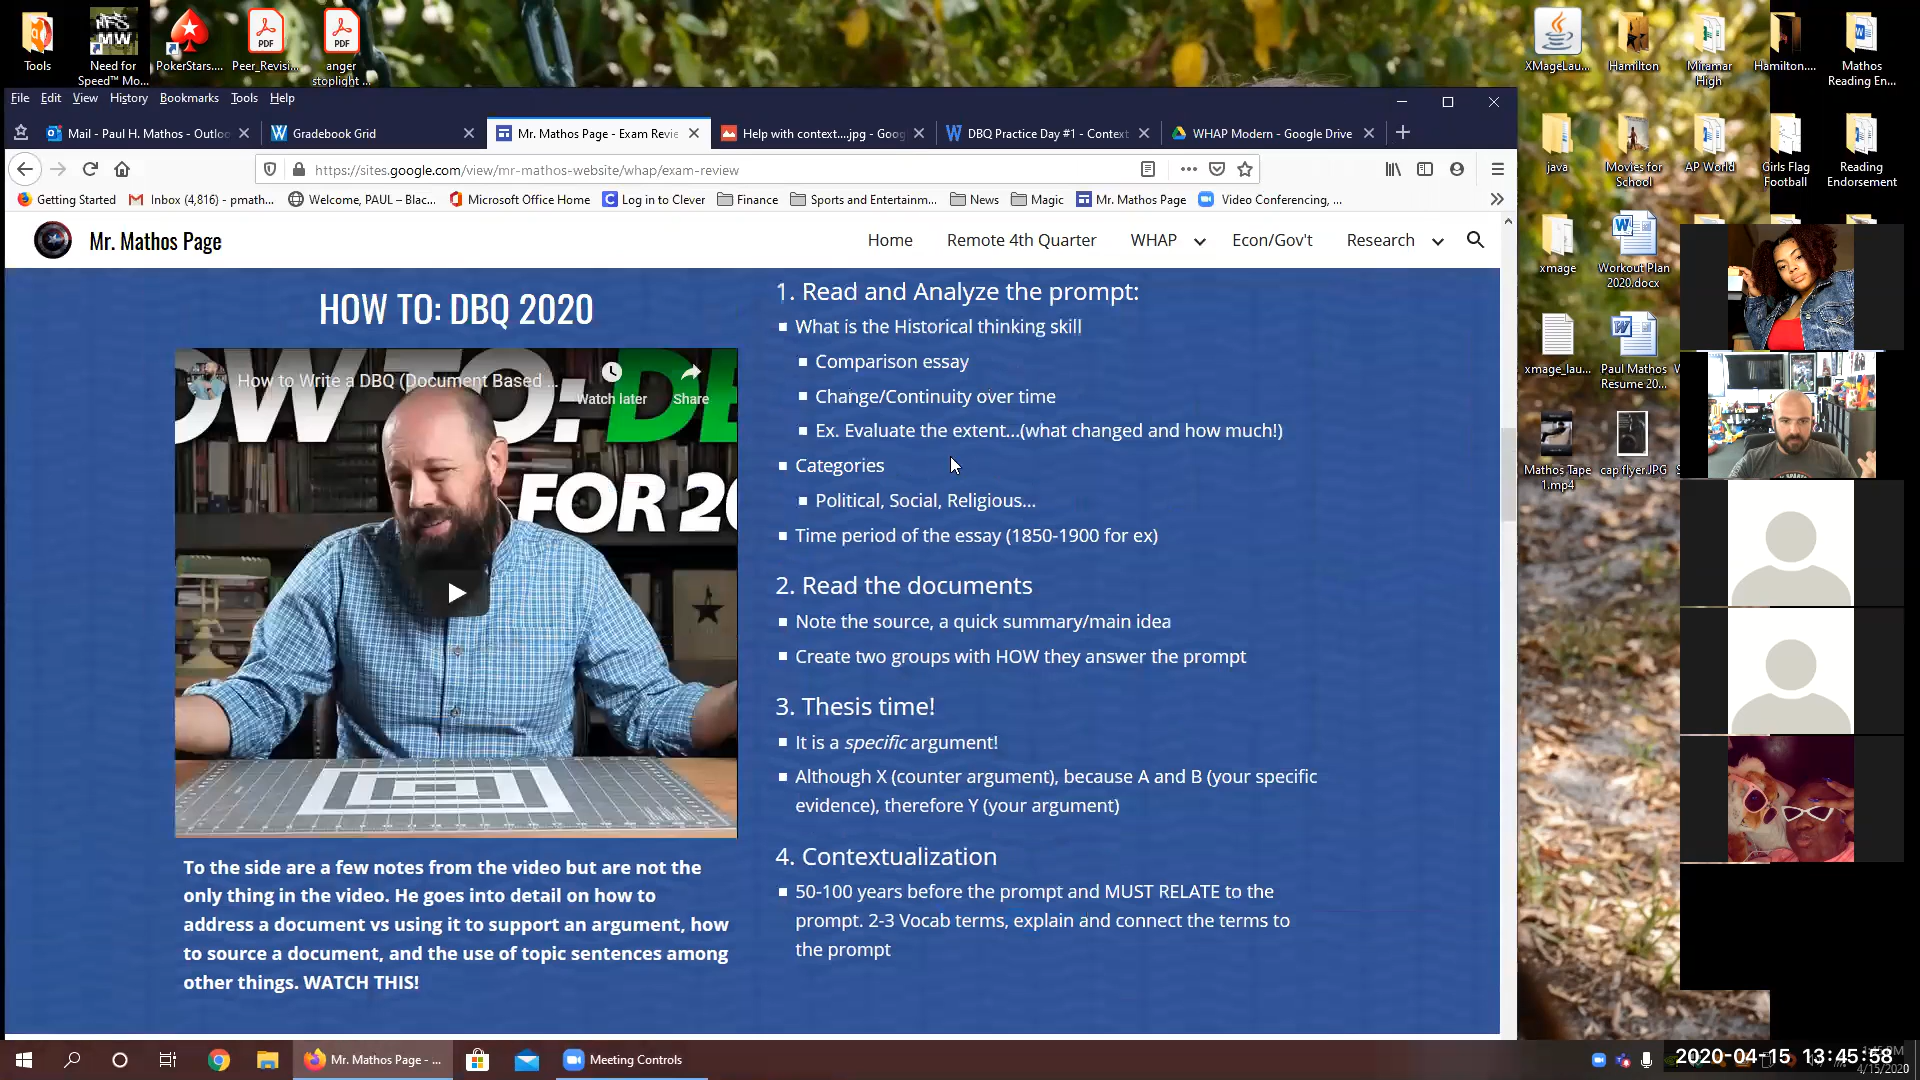 Tools
Need for
Speed™ Mo...
PokerStars....
Peer_Revisi...
anger
stoplight ...
XMageLau...
Hamilton
Miramar
High
Hamilton....
Mathos
Reading En...
File Edit View History Bookmarks Tools Help
Mail - Paul H. Mathos - Outloo
Gradebook Grid
Mr. Mathos Page - Exam Revie
Help with context....jpg - Goog
DBQ Practice Day #1 - Context
WHAP Modern - Google Drive
https://sites.google.com/view/mr-mathos-website/whap/exam-review
Getting Started
Inbox (4,816) - pmath...
Welcome, PAUL – Blac...
Microsoft Office Home
Log in to Clever
Finance
Sports and Entertainm...
News
Magic
Mr. Mathos Page
Video Conferencing, ...
java
Movies for
School
AP World
Girls Flag
Football
Reading
Endorsement
Mr. Mathos Page
Home Remote 4th Quarter WHAP Econ/Gov't Research
xmage
Workout Plan
2020.docx
xmage_lau...
Paul Mathos
Resume 20...
Mathos Tape
1.mp4
cap flyer.JPG
HOW TO: DBQ 2020
How to Write a DBQ (Document Based ...
Watch later
Share
OW TO: DB
FOR 20
To the side are a few notes from the video but are not the
only thing in the video. He goes into detail on how to
address a document vs using it to support an argument, how
to source a document, and the use of topic sentences among
other things. WATCH THIS!
1. Read and Analyze the prompt:
What is the Historical thinking skill
Comparison essay
Change/Continuity over time
Ex. Evaluate the extent...(what changed and how much!)
Categories
Political, Social, Religious...
Time period of the essay (1850-1900 for ex)
2. Read the documents
Note the source, a quick summary/main idea
Create two groups with HOW they answer the prompt
3. Thesis time!
It is a specific argument!
Although X (counter argument), because A and B (your specific
evidence), therefore Y (your argument)
4. Contextualization
50-100 years before the prompt and MUST RELATE to the
prompt. 2-3 Vocab terms, explain and connect the terms to
the prompt
Mr. Mathos Page - ...
Meeting Controls
2020-04-15 13:45:58
4/15/2020